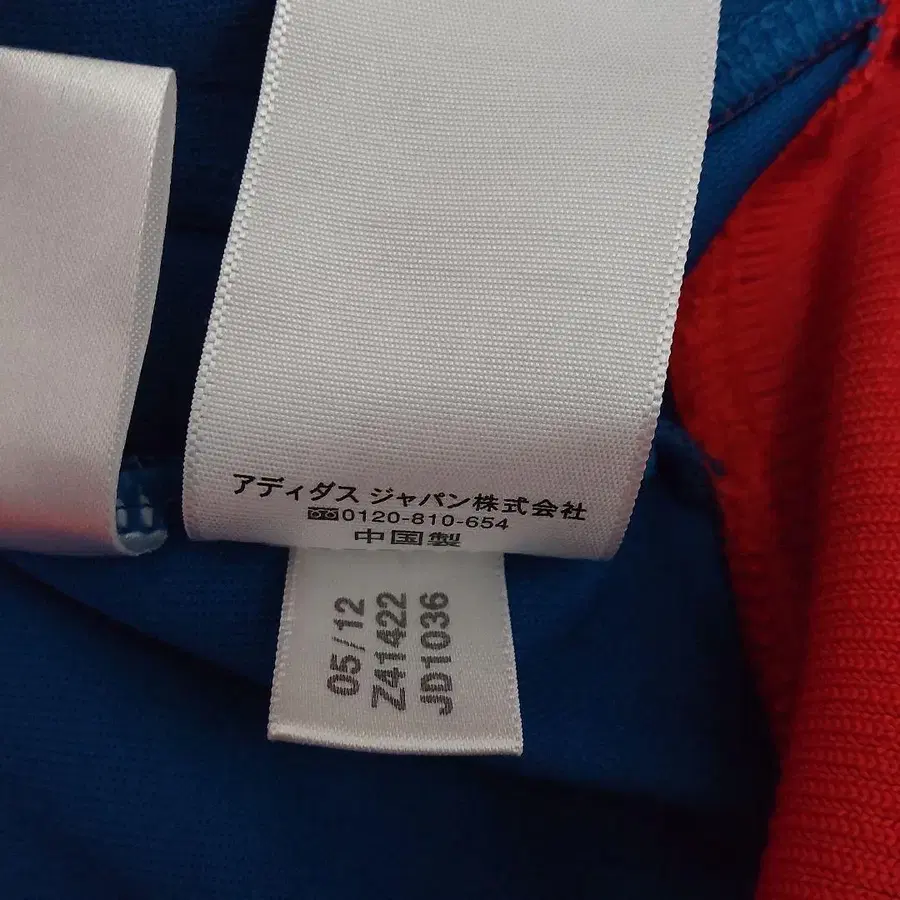 アディダス ジャパン株式会社
0120-810-654
中国製
05/12
Z41422
JD1036